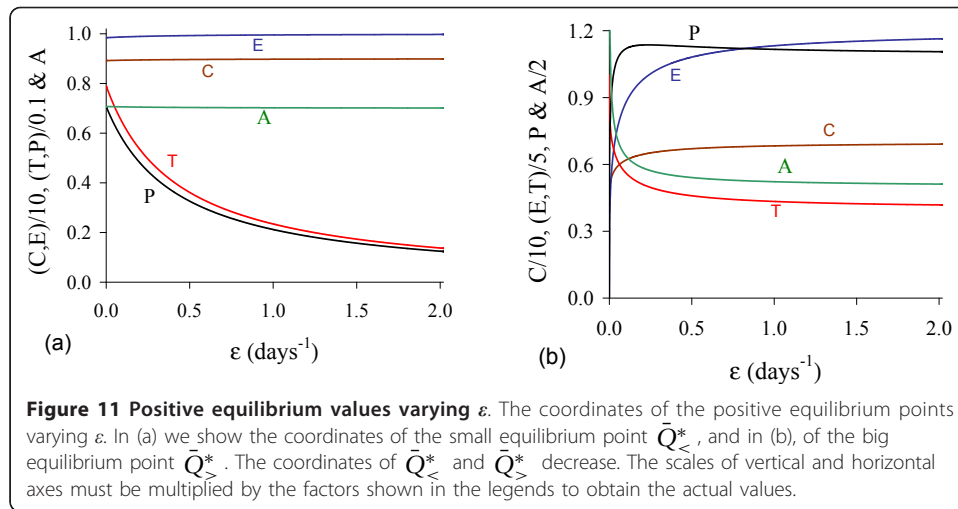 (C,E)/10, (T,P)/0.1 & A
1.0
0.8
0.6
0.4
0.2
0.0
E
C
A
T
P
0.0 0.5 1.0 1.5 2.0
(a)
ε (days⁻¹)
C/10, (E,T)/5, P & A/2
1.2
0.9
0.6
0.3
0.0
P
E
C
A
T
0.0 0.5 1.0 1.5 2.0
(b)
ε (days⁻¹)
Figure 11 Positive equilibrium values varying ε. The coordinates of the positive equilibrium points
varying ε. In (a) we show the coordinates of the small equilibrium point Q̄*<, and in (b), of the big
equilibrium point Q̄*>. The coordinates of Q̄*< and Q̄*> decrease. The scales of vertical and horizontal
axes must be multiplied by the factors shown in the legends to obtain the actual values.